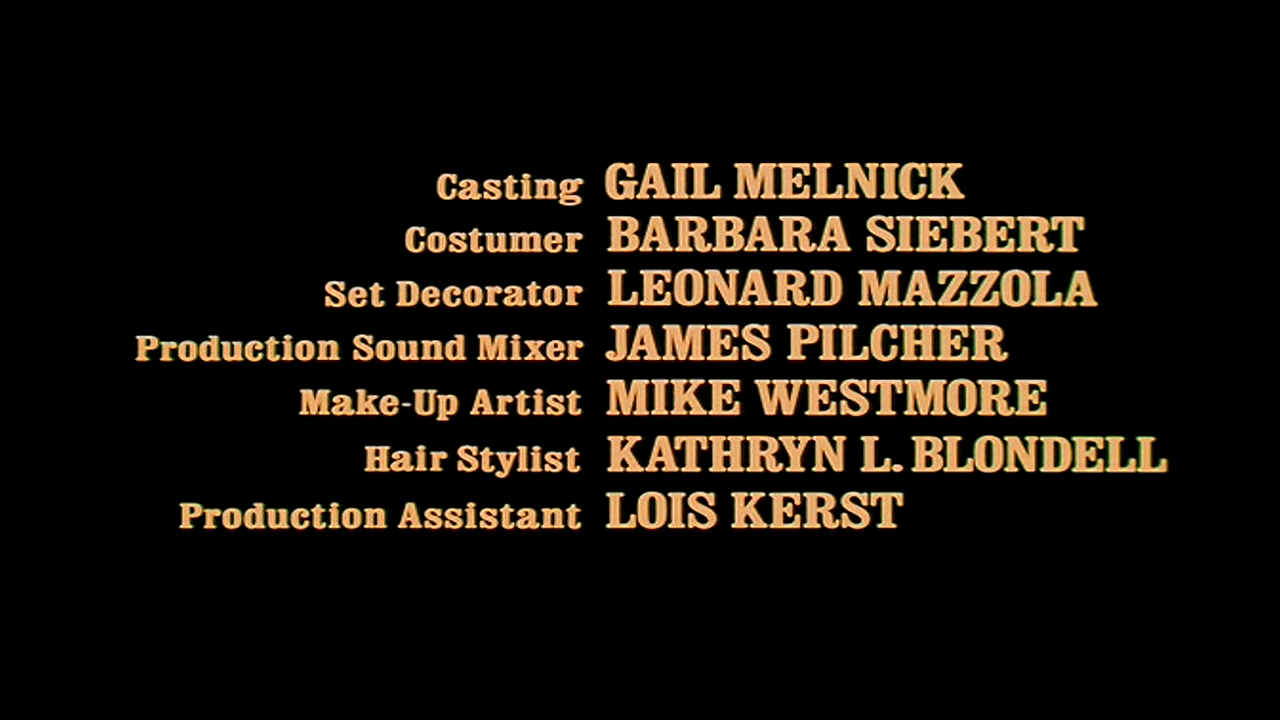 Casting GAIL MELNICK
Costumer BARBARA SIEBERT
Set Decorator LEONARD MAZZOLA
Production Sound Mixer JAMES PILCHER
Make-Up Artist MIKE WESTMORE
Hair Stylist KATHRYN L. BLONDELL
Production Assistant LOIS KERST